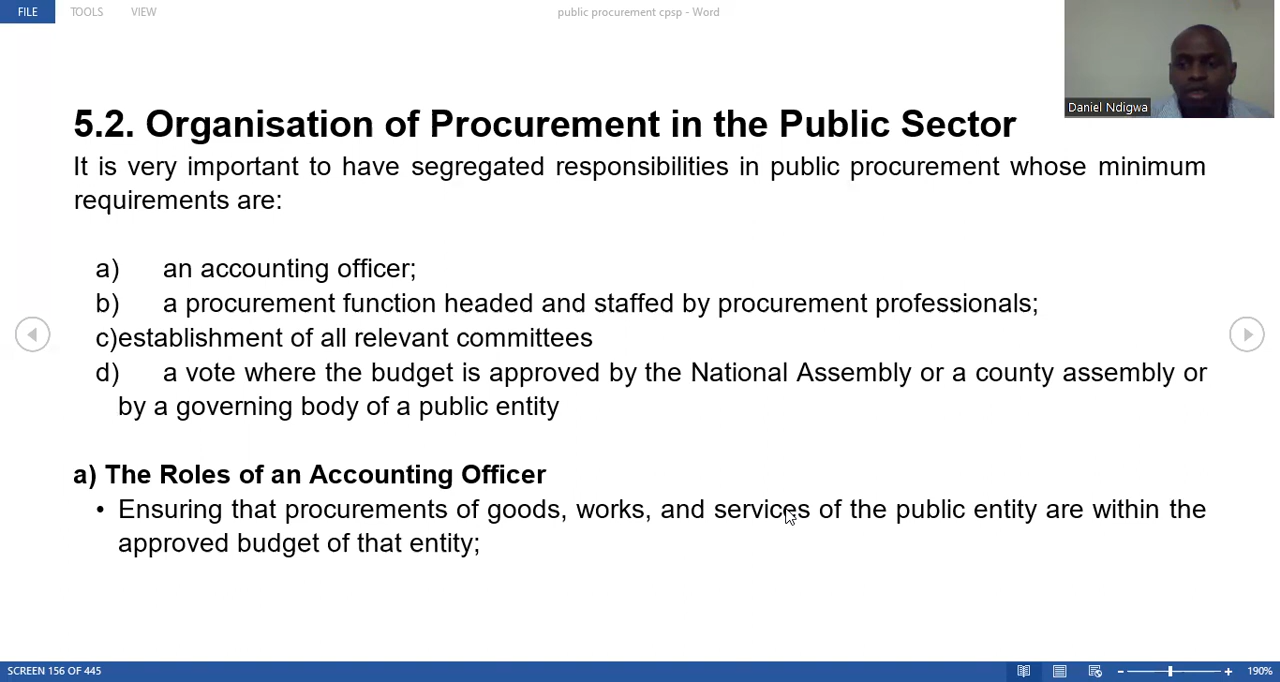 FILE TOOLS VIEW public procurement cpsp - Word
Daniel Ndigwa
5.2. Organisation of Procurement in the Public Sector
It is very important to have segregated responsibilities in public procurement whose minimum
requirements are:
a) an accounting officer;
b) a procurement function headed and staffed by procurement professionals;
c)establishment of all relevant committees
d) a vote where the budget is approved by the National Assembly or a county assembly or
by a governing body of a public entity
a) The Roles of an Accounting Officer
• Ensuring that procurements of goods, works, and services of the public entity are within the
approved budget of that entity;
SCREEN 156 OF 445 190%